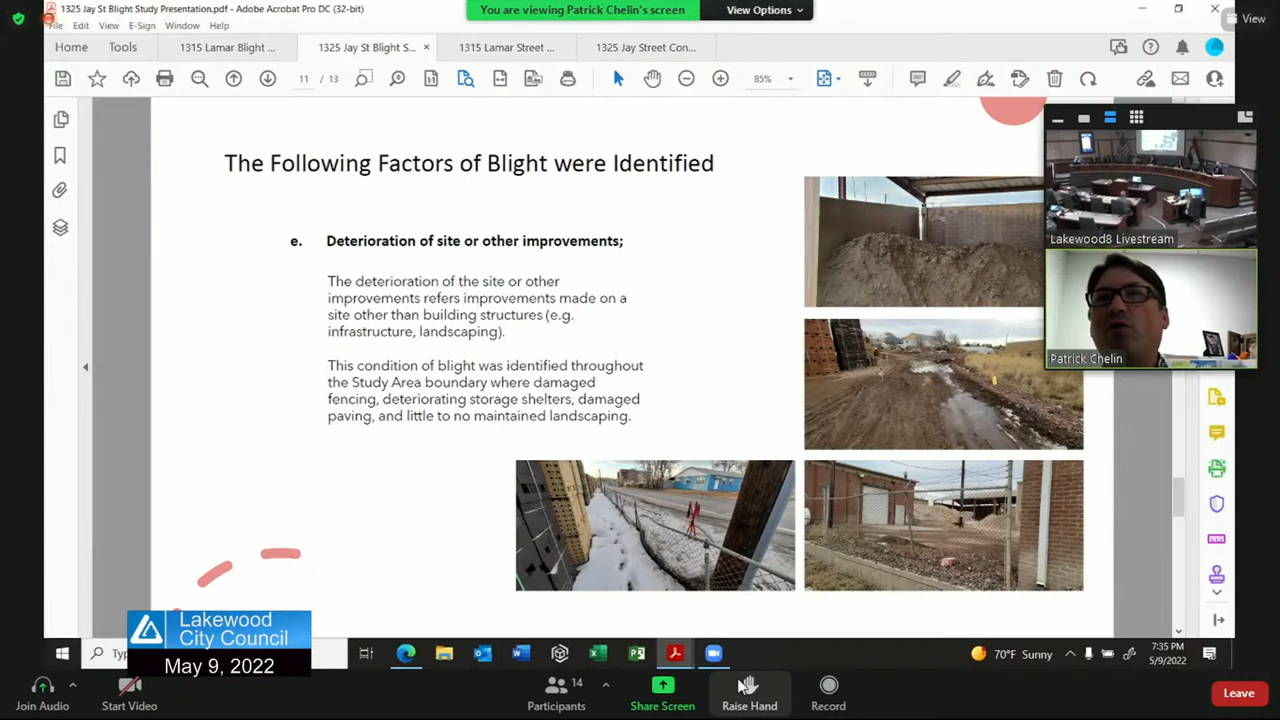 1325 Jay St Blight Study Presentation.pdf - Adobe Acrobat Pro DC (32-bit)
You are viewing Patrick Chelin's screen
View Options
View
File Edit View E-Sign Window Help
Home Tools 1315 Lamar Blight ... 1325 Jay St Blight S... × 1315 Lamar Street ... 1325 Jay Street Con...
11 / 13 85%
The Following Factors of Blight were Identified
e. Deterioration of site or other improvements;
The deterioration of the site or other
improvements refers improvements made on a
site other than building structures (e.g.
infrastructure, landscaping).
This condition of blight was identified throughout
the Study Area boundary where damaged
fencing, deteriorating storage shelters, damaged
paving, and little to no maintained landscaping.
Lakewood8 Livestream
Patrick Chelin
Lakewood
City Council
May 9, 2022
70°F Sunny
7:35 PM
5/9/2022
14
Join Audio
Start Video
Participants
Share Screen
Raise Hand
Record
Leave